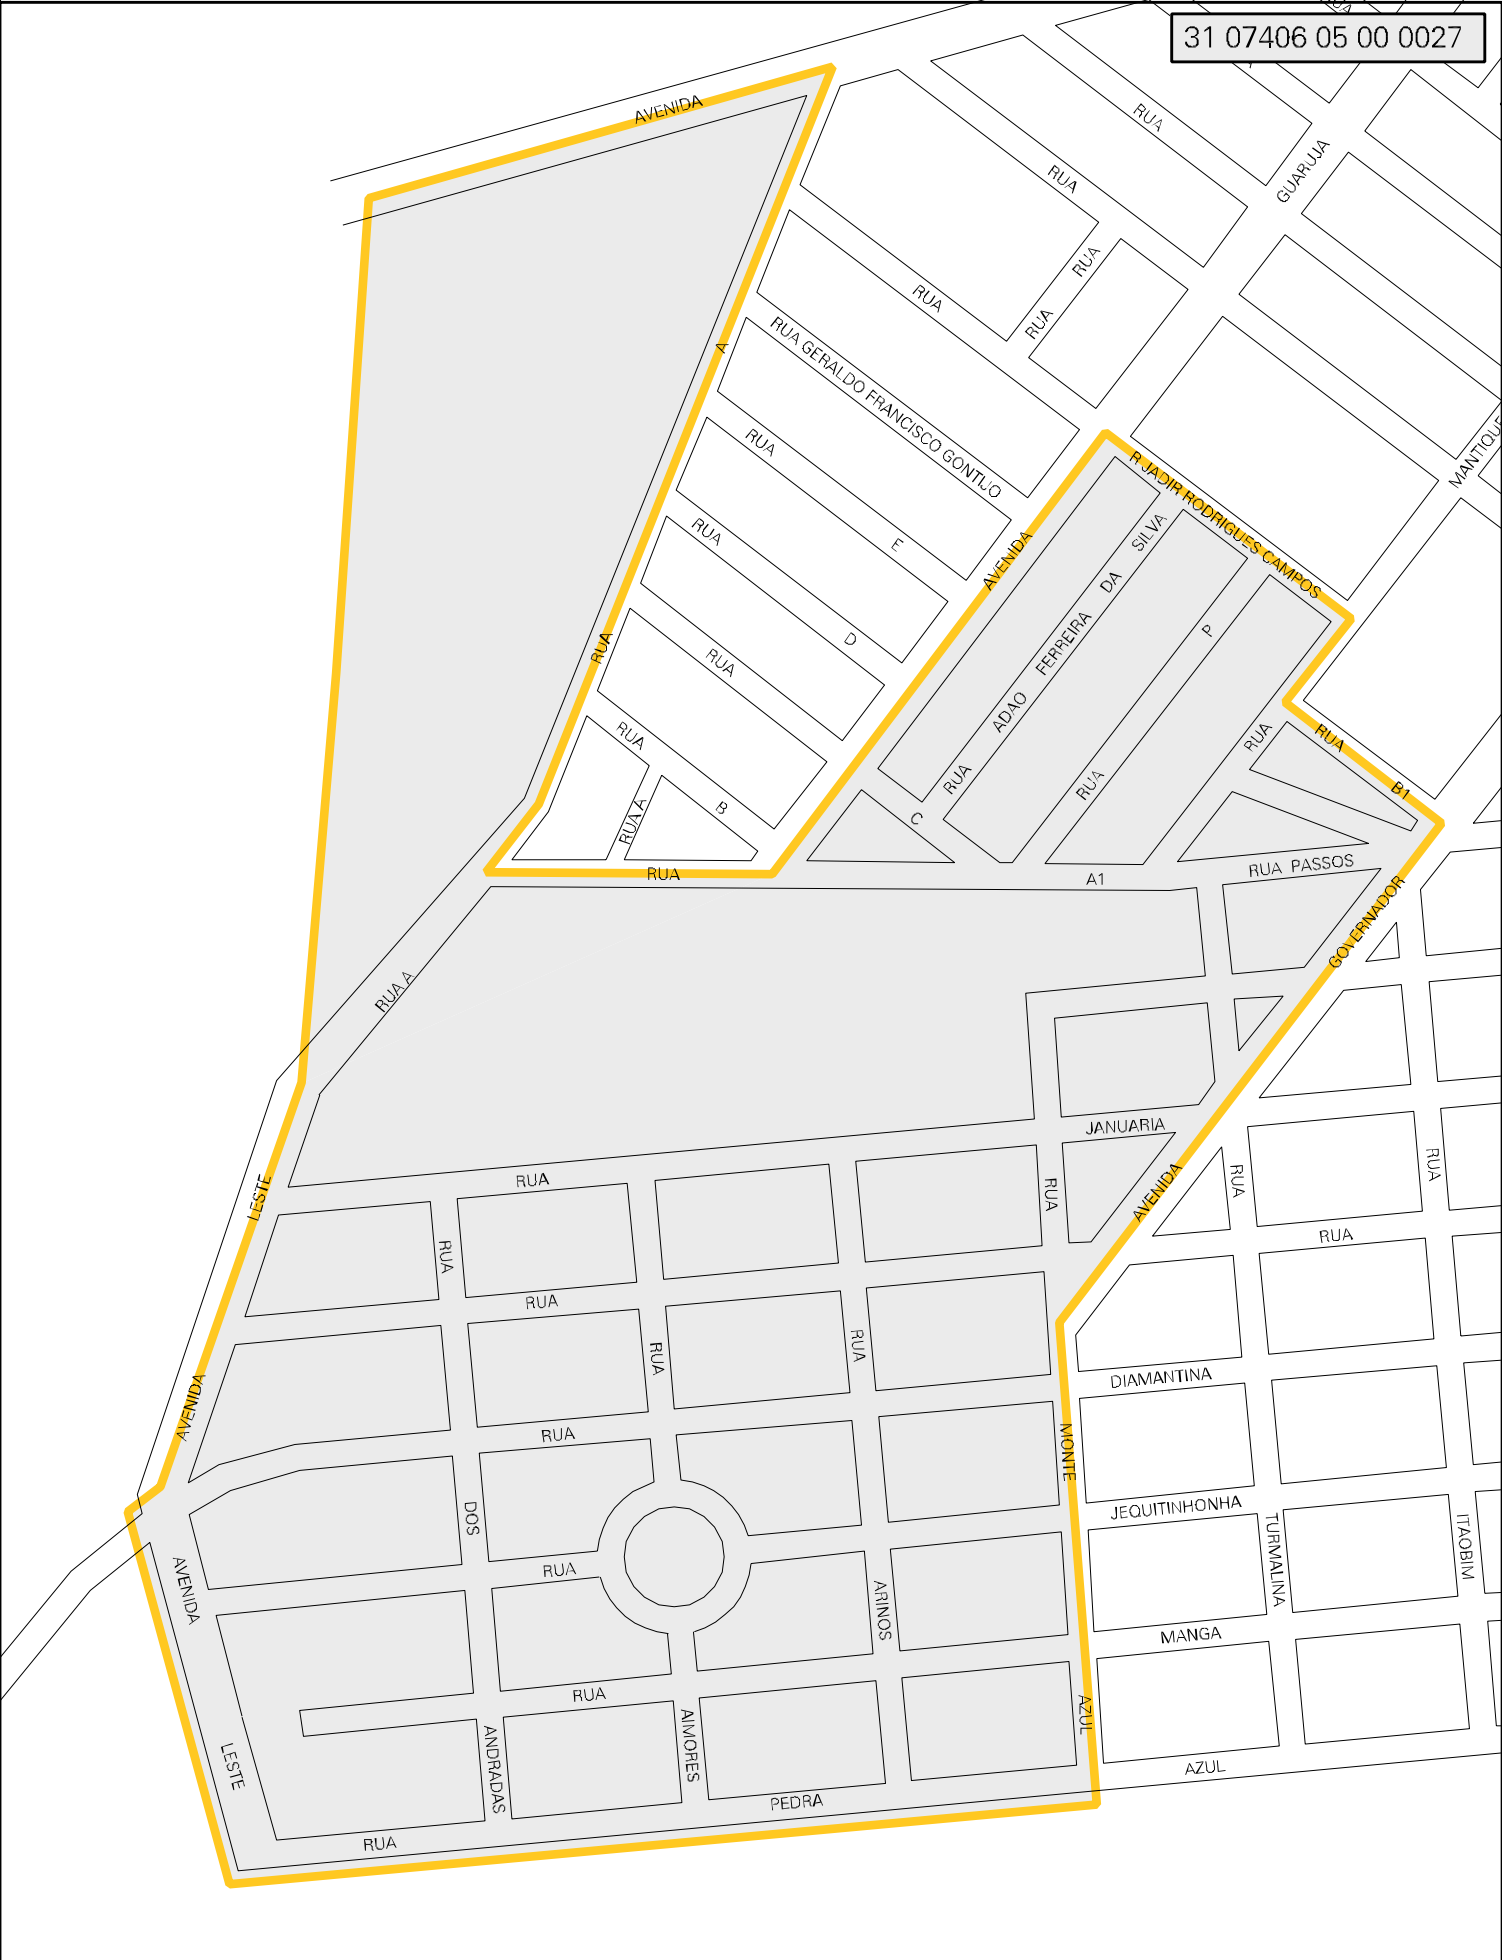 31 07406 05 00 0027
AVENIDA
RUA
RUA
GUARUJA
RUA
RUA
RUA
RUA GERALDO FRANCISCO GONTIJO
A
RUA
E
R JADIR RODRIGUES CAMPOS
RUA
D
AVENIDA
RUA ADAO FERREIRA DA SILVA
RUA P
RUA
RUA
RUA B
RUA A
C
RUA
RUA B1
RUA
A1
RUA PASSOS
GOVERNADOR
RUA A
JANUARIA
RUA
LESTE
RUA
AVENIDA
RUA
RUA
RUA
RUA
RUA
RUA
RUA
AVENIDA
DIAMANTINA
RUA
MONTE
JEQUITINHONHA
DOS
TURMALINA
ITAOBIM
RUA
AVENIDA
ARINOS
MANGA
RUA
AZUL
AIMORES
ANDRADAS
LESTE
AZUL
PEDRA
RUA